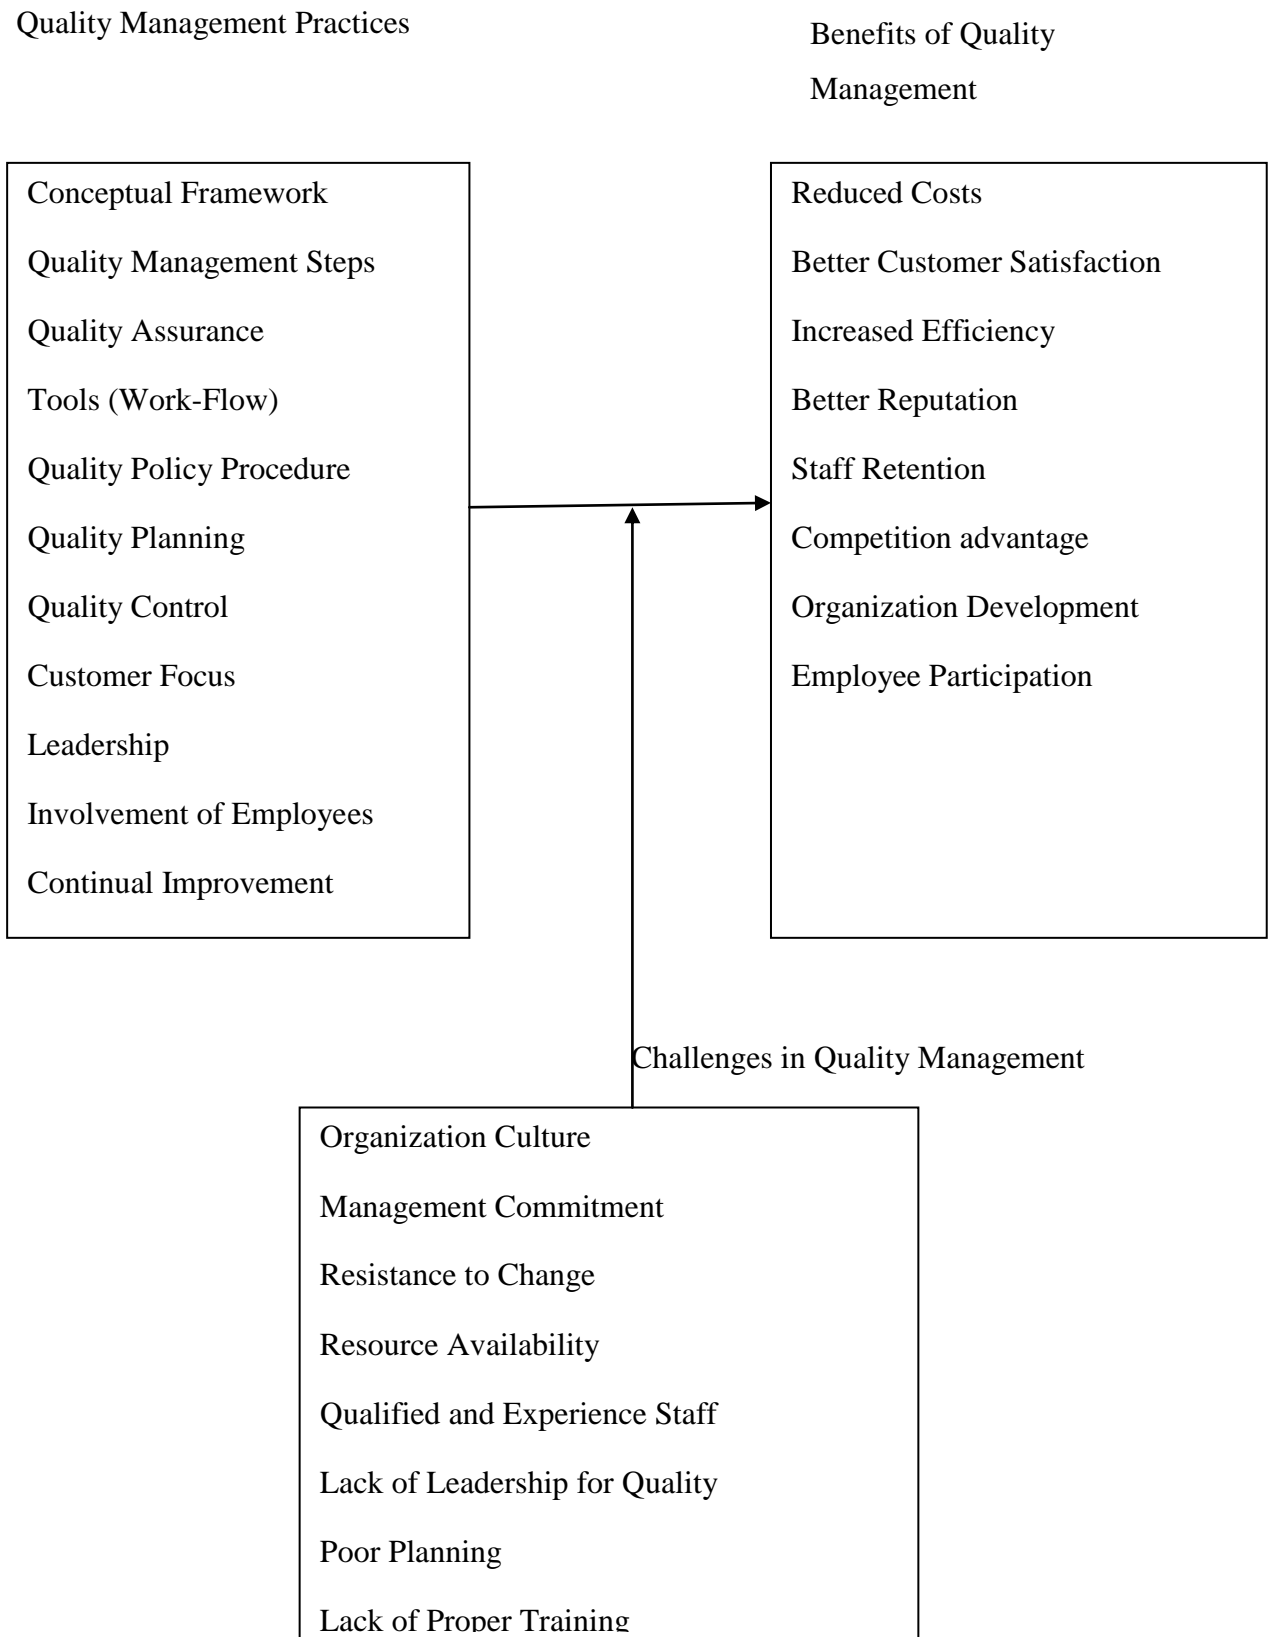 Quality Management Practices
Benefits of Quality
Management
Conceptual Framework
Quality Management Steps
Quality Assurance
Tools (Work-Flow)
Quality Policy Procedure
Quality Planning
Quality Control
Customer Focus
Leadership
Involvement of Employees
Continual Improvement
Reduced Costs
Better Customer Satisfaction
Increased Efficiency
Better Reputation
Staff Retention
Competition advantage
Organization Development
Employee Participation
Challenges in Quality Management
Organization Culture
Management Commitment
Resistance to Change
Resource Availability
Qualified and Experience Staff
Lack of Leadership for Quality
Poor Planning
Lack of Proper Training